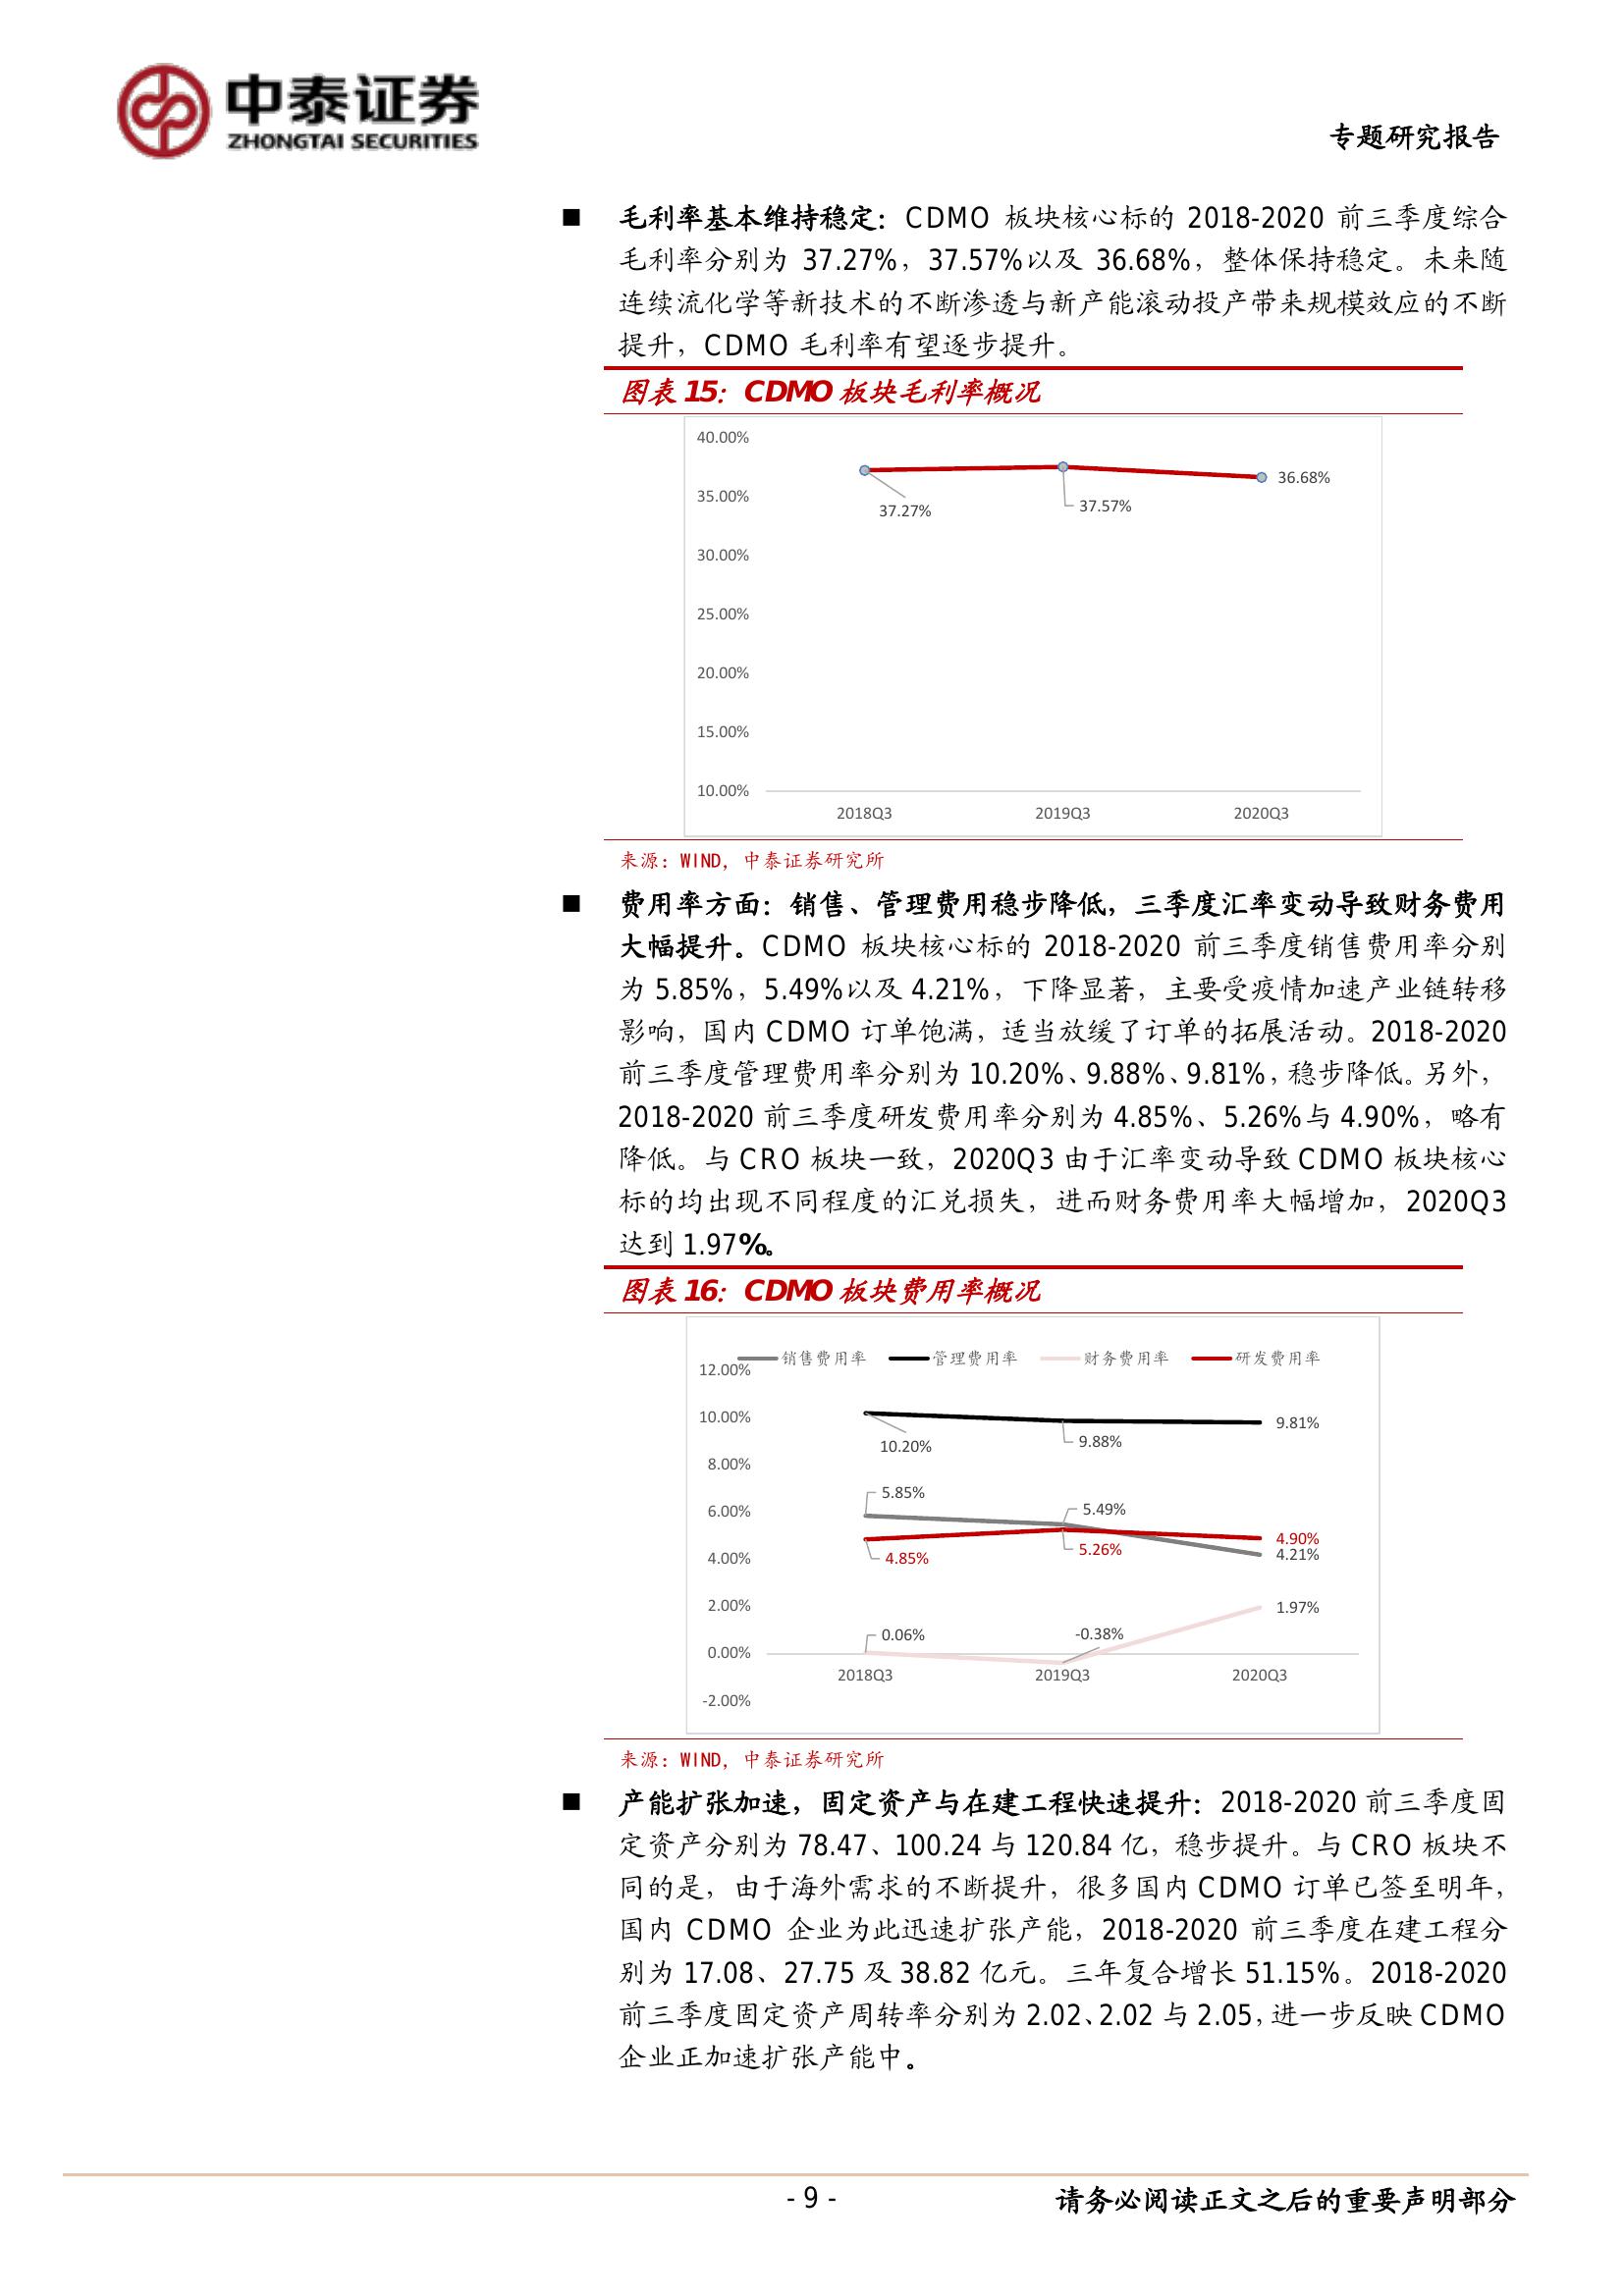 中泰证券
ZHONGTAI SECURITIES
专题研究报告
■ 毛利率基本维持稳定：CDMO 板块核心标的 2018-2020 前三季度综合
毛利率分别为 37.27%，37.57%以及 36.68%，整体保持稳定。未来随
连续流化学等新技术的不断渗透与新产能滚动投产带来规模效应的不断
提升，CDMO 毛利率有望逐步提升。
图表 15：CDMO 板块毛利率概况
40.00%
35.00%
30.00%
25.00%
20.00%
15.00%
10.00%
37.27%
37.57%
36.68%
2018Q3 2019Q3 2020Q3
来源：WIND，中泰证券研究所
■ 费用率方面：销售、管理费用稳步降低，三季度汇率变动导致财务费用
大幅提升。CDMO 板块核心标的 2018-2020 前三季度销售费用率分别
为 5.85%，5.49%以及 4.21%，下降显著，主要受疫情加速产业链转移
影响，国内 CDMO 订单饱满，适当放缓了订单的拓展活动。2018-2020
前三季度管理费用率分别为 10.20%、9.88%、9.81%，稳步降低。另外，
2018-2020 前三季度研发费用率分别为 4.85%、5.26%与 4.90%，略有
降低。与 CRO 板块一致，2020Q3 由于汇率变动导致 CDMO 板块核心
标的均出现不同程度的汇兑损失，进而财务费用率大幅增加，2020Q3
达到 1.97%。
图表 16：CDMO 板块费用率概况
销售费用率 管理费用率 财务费用率 研发费用率
12.00%
10.00%
8.00%
6.00%
4.00%
2.00%
0.00%
-2.00%
10.20%
9.88%
9.81%
5.85%
5.49%
4.21%
4.85%
5.26%
4.90%
0.06%
-0.38%
1.97%
2018Q3 2019Q3 2020Q3
来源：WIND，中泰证券研究所
■ 产能扩张加速，固定资产与在建工程快速提升：2018-2020 前三季度固
定资产分别为 78.47、100.24 与 120.84 亿，稳步提升。与 CRO 板块不
同的是，由于海外需求的不断提升，很多国内 CDMO 订单已签至明年，
国内 CDMO 企业为此迅速扩张产能，2018-2020 前三季度在建工程分
别为 17.08、27.75 及 38.82 亿元。三年复合增长 51.15%。2018-2020
前三季度固定资产周转率分别为 2.02、2.02 与 2.05，进一步反映 CDMO
企业正加速扩张产能中。
- 9 -
请务必阅读正文之后的重要声明部分